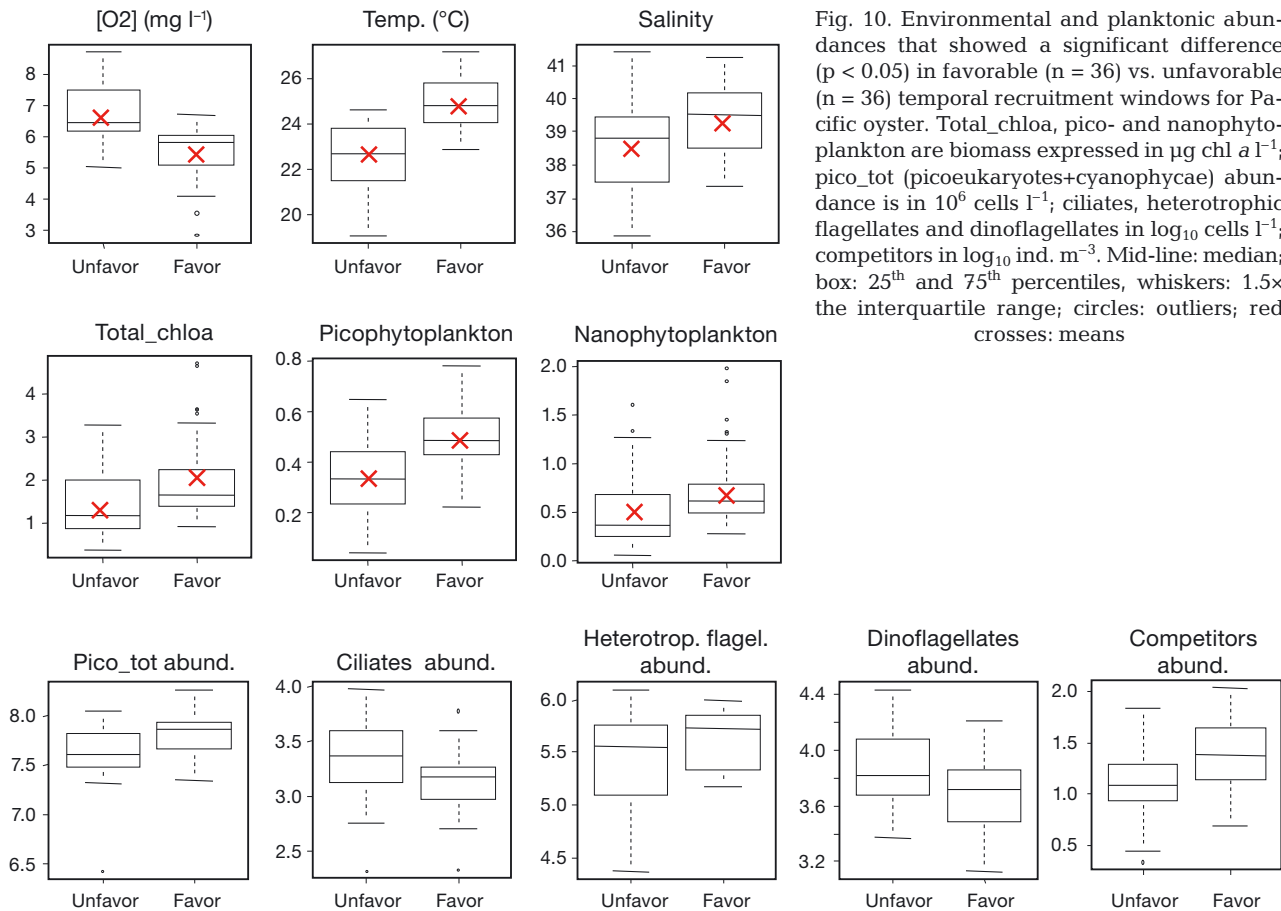 [O2] (mg l⁻¹)
Temp. (°C)
Salinity
8
7
6
5
4
3
Unfavor Favor
26
24
22
20
Unfavor Favor
41
40
39
38
37
36
Unfavor Favor
Fig. 10. Environmental and planktonic abun-
dances that showed a significant difference
(p < 0.05) in favorable (n = 36) vs. unfavorable
(n = 36) temporal recruitment windows for Pa-
cific oyster. Total_chloa, pico- and nanophyto-
plankton are biomass expressed in µg chl a l⁻¹;
pico_tot (picoeukaryotes+cyanophycae) abun-
dance is in 10⁶ cells l⁻¹; ciliates, heterotrophic
flagellates and dinoflagellates in log₁₀ cells l⁻¹;
competitors in log₁₀ ind. m⁻³. Mid-line: median;
box: 25th and 75th percentiles, whiskers: 1.5×
the interquartile range; circles: outliers; red
crosses: means
Total_chloa
Picophytoplankton
Nanophytoplankton
4
3
2
1
Unfavor Favor
0.8
0.6
0.4
0.2
Unfavor Favor
2.0
1.5
1.0
0.5
0.0
Unfavor Favor
Pico_tot abund.
Ciliates abund.
Heterotrop. flagel.
abund.
Dinoflagellates
abund.
Competitors
abund.
8.0
7.5
7.0
6.5
Unfavor Favor
4.0
3.5
3.0
2.5
Unfavor Favor
6.0
5.5
5.0
4.5
Unfavor Favor
4.4
4.0
3.6
3.2
Unfavor Favor
2.0
1.5
1.0
0.5
Unfavor Favor